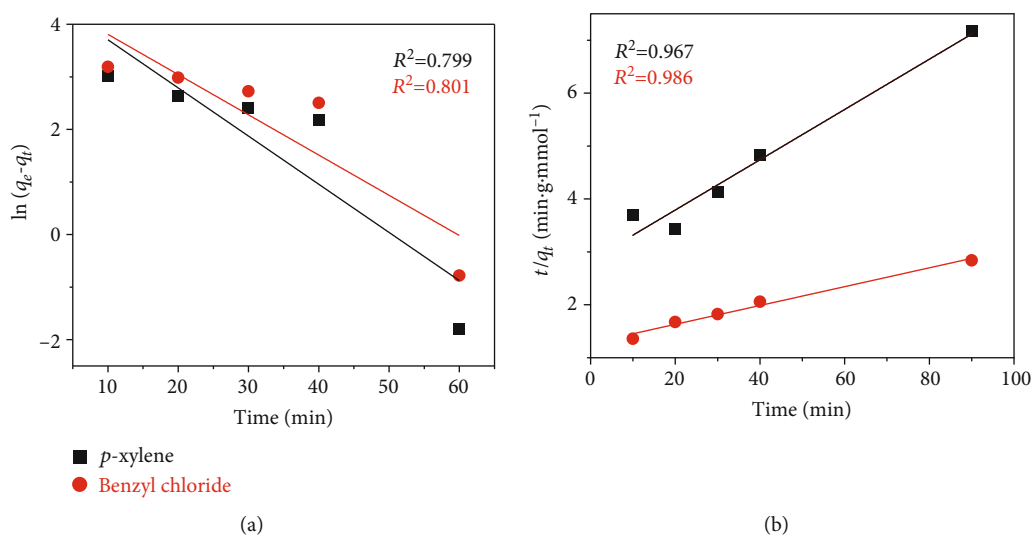 4
2
0
−2
ln (qe-qt)
R²=0.799
R²=0.801
10 20 30 40 50 60
Time (min)
p-xylene
Benzyl chloride
(a)
6
4
2
t/qt (min·g·mmol⁻¹)
R²=0.967
R²=0.986
0 20 40 60 80 100
Time (min)
(b)